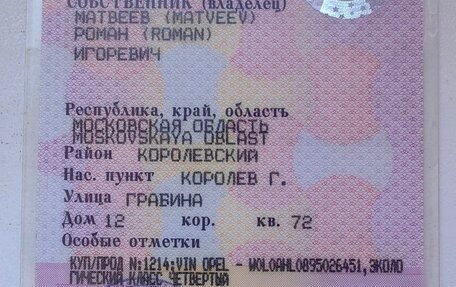 СОБСТВЕННИК (владелец)
МАТВЕЕВ (MATVEEV)
РОМАН (ROMAN)
ИГОРЕВИЧ
Республика, край, область
МОСКОВСКАЯ ОБЛАСТЬ
MOSKOVSKAYA OBLAST
Район КОРОЛЕВСКИЙ
Нас. пункт КОРОЛЕВ Г.
Улица ГРАБИНА
Дом 12 кор. кв. 72
Особые отметки
КУП/ПРОД N:1214:VIN OPEL - WOLOAHL0895026451,ЭКОЛО
ГИЧЕСКИЙ КЛАСС ЧЕТВЕРТЫЙ